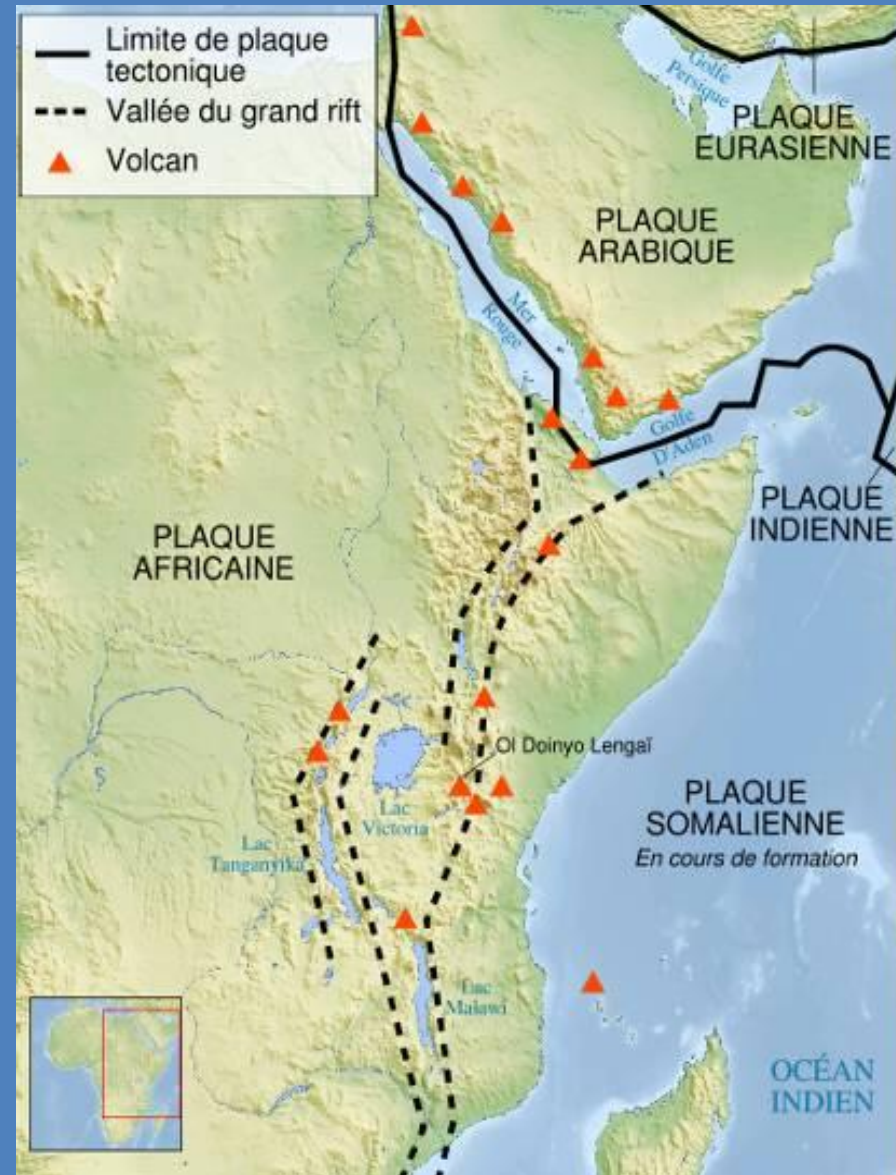 Limite de plaque
tectonique
Vallée du grand rift
Volcan
Golfe
Persique
PLAQUE
EURASIENNE
PLAQUE
ARABIQUE
Mer
Rouge
Golfe
D'Aden
PLAQUE
INDIENNE
PLAQUE
AFRICAINE
Ol Doinyo Lengaï
Lac
Victoria
PLAQUE
SOMALIENNE
En cours de formation
Lac
Tanganyika
Lac
Malawi
OCÉAN
INDIEN